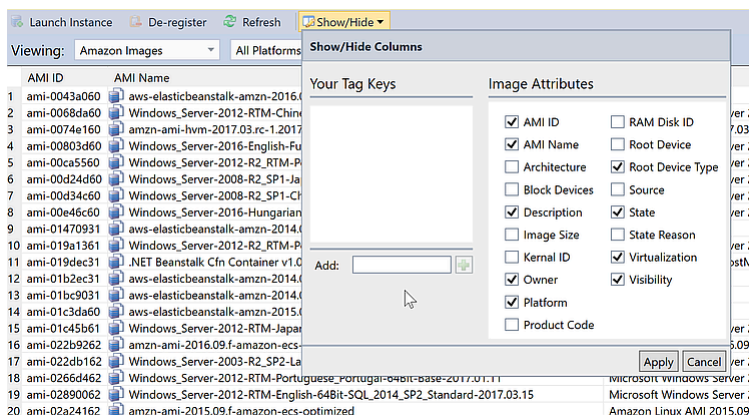 Launch Instance De-register Refresh Show/Hide
Viewing: Amazon Images All Platforms
Show/Hide Columns
Your Tag Keys
Add:
Image Attributes
AMI ID
AMI Name
Architecture
Block Devices
Description
Image Size
Kernal ID
Owner
Platform
Product Code
RAM Disk ID
Root Device
Root Device Type
Source
State
State Reason
Virtualization
Visibility
Apply Cancel
AMI ID AMI Name
1 ami-0043a060 aws-elasticbeanstalk-amzn-2016.0
2 ami-0068da60 Windows_Server-2012-RTM-Chine
3 ami-0074e160 amzn-ami-hvm-2017.03.rc-1.2017
4 ami-00803d60 Windows_Server-2016-English-Fu
5 ami-00ca5560 Windows_Server-2012-R2_RTM-P
6 ami-00d24d60 Windows_Server-2008-R2_SP1-Ja
7 ami-00d34c60 Windows_Server-2008-R2_SP1-Ch
8 ami-00e46c60 Windows_Server-2016-Hungarian
9 ami-01470931 aws-elasticbeanstalk-amzn-2014.0
10 ami-019a1361 Windows_Server-2012-R2_RTM-P
11 ami-019dec31 .NET Beanstalk Cfn Container v1.0
12 ami-01b2ec31 aws-elasticbeanstalk-amzn-2014.0
13 ami-01bc9031 aws-elasticbeanstalk-amzn-2014.0
14 ami-01c3da60 aws-elasticbeanstalk-amzn-2015.0
15 ami-01c45b61 Windows_Server-2012-RTM-Japar
16 ami-022b9262 amzn-ami-2016.09.f-amazon-ecs-
17 ami-022db162 Windows_Server-2003-R2_SP2-La
18 ami-0266d462 Windows_Server-2012-RTM-Portuguese_Portugal-64Bit-Base-2017.01.11 Microsoft Windows Server
19 ami-02890062 Windows_Server-2012-RTM-English-64Bit-SQL_2014_SP2_Standard-2017.03.15 Microsoft Windows Server
20 ami-02a24162 amzn-ami-2015.09.f-amazon-ecs-optimized Amazon Linux AMI 2015.09